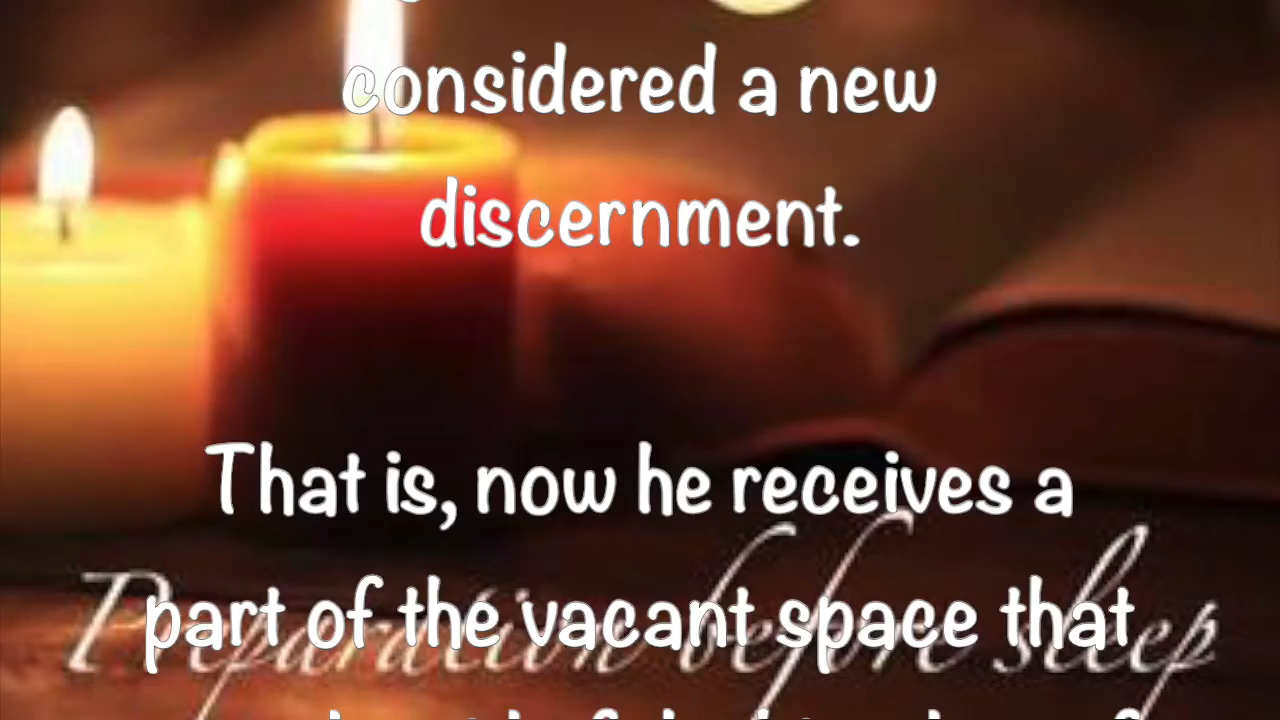 considered a new
discernment.
That is, now he receives a
part of the vacant space that
Preparation before sleep